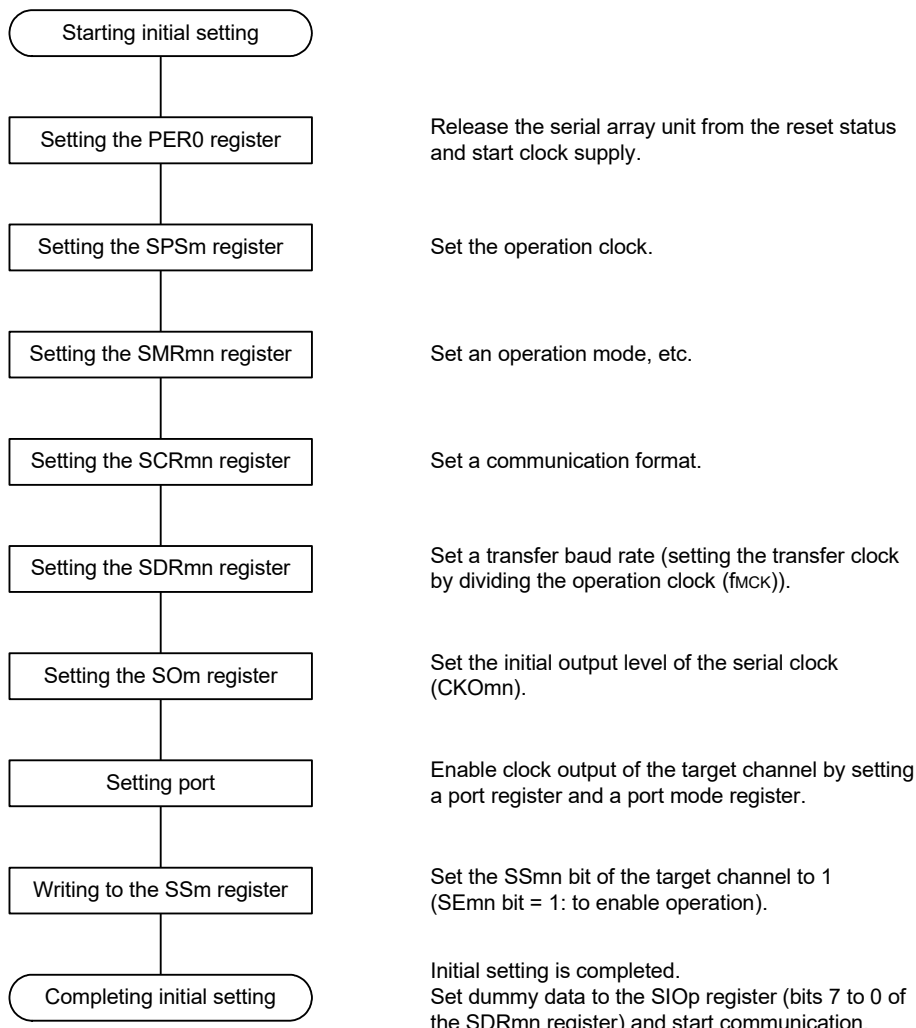 Starting initial setting
Setting the PER0 register
Release the serial array unit from the reset status
and start clock supply.
Setting the SPSm register
Set the operation clock.
Setting the SMRmn register
Set an operation mode, etc.
Setting the SCRmn register
Set a communication format.
Setting the SDRmn register
Set a transfer baud rate (setting the transfer clock
by dividing the operation clock (fMCK)).
Setting the SOm register
Set the initial output level of the serial clock
(CKOmn).
Setting port
Enable clock output of the target channel by setting
a port register and a port mode register.
Writing to the SSm register
Set the SSmn bit of the target channel to 1
(SEmn bit = 1: to enable operation).
Completing initial setting
Initial setting is completed.
Set dummy data to the SIOp register (bits 7 to 0 of
the SDRmn register) and start communication